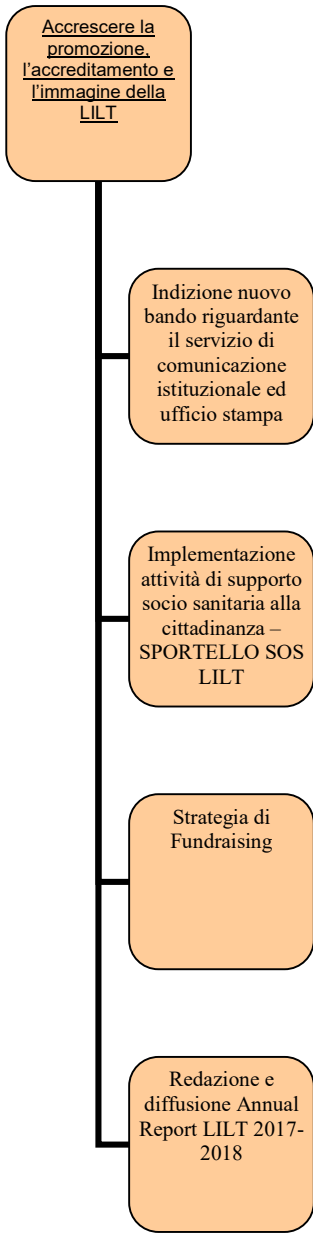 Accrescere la
promozione,
l'accreditamento e
l'immagine della
LILT
Indizione nuovo
bando riguardante
il servizio di
comunicazione
istituzionale ed
ufficio stampa
Implementazione
attività di supporto
socio sanitaria alla
cittadinanza –
SPORTELLO SOS
LILT
Strategia di
Fundraising
Redazione e
diffusione Annual
Report LILT 2017-
2018